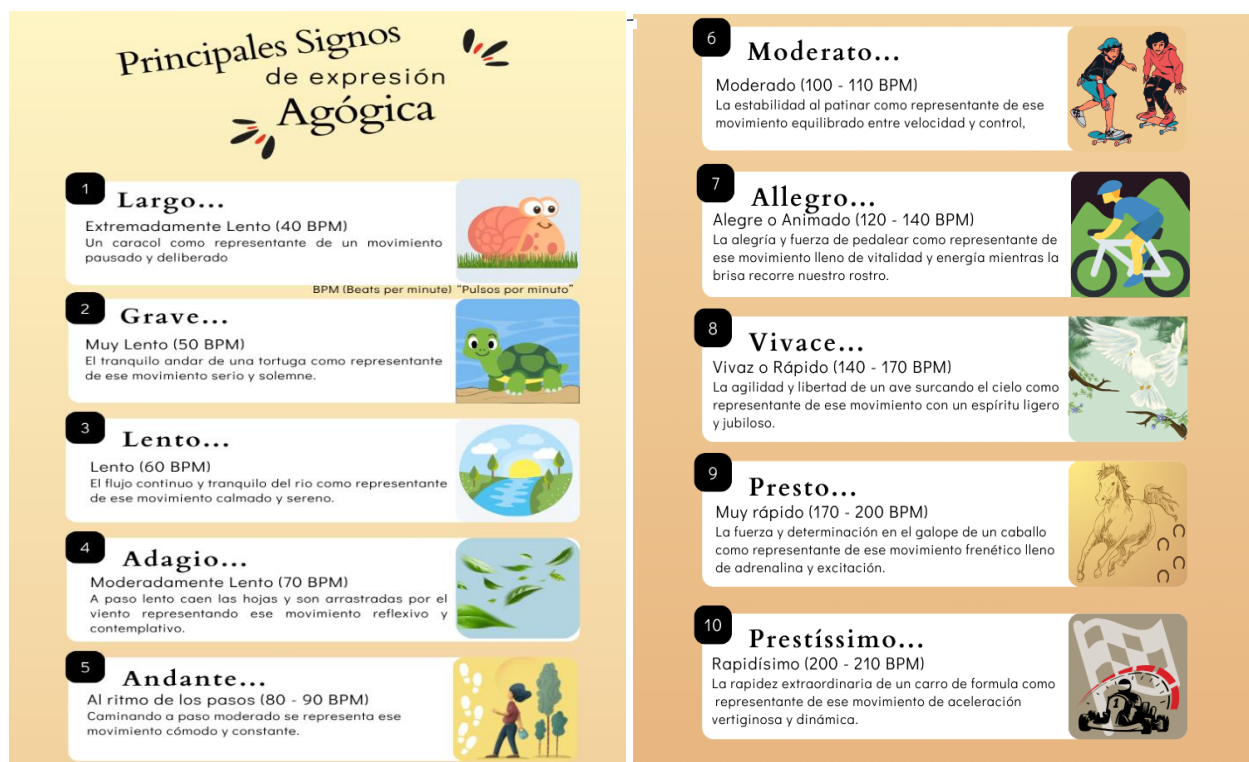 Principales Signos
de expresión
Agógica
1
Largo...
Extremadamente Lento (40 BPM)
Un caracol como representante de un movimiento
pausado y deliberado
BPM (Beats per minute) "Pulsos por minuto"
2
Grave...
Muy Lento (50 BPM)
El tranquilo andar de una tortuga como representante
de ese movimiento serio y solemne.
3
Lento...
Lento (60 BPM)
El flujo continuo y tranquilo del rio como representante
de ese movimiento calmado y sereno.
4
Adagio...
Moderadamente Lento (70 BPM)
A paso lento caen las hojas y son arrastradas por el
viento representando ese movimiento reflexivo y
contemplativo.
5
Andante...
Al ritmo de los pasos (80 - 90 BPM)
Caminando a paso moderado se representa ese
movimiento cómodo y constante.
6
Moderato...
Moderado (100 - 110 BPM)
La estabilidad al patinar como representante de ese
movimiento equilibrado entre velocidad y control,
7
Allegro...
Alegre o Animado (120 - 140 BPM)
La alegría y fuerza de pedalear como representante de
ese movimiento lleno de vitalidad y energía mientras la
brisa recorre nuestro rostro.
8
Vivace...
Vivaz o Rápido (140 - 170 BPM)
La agilidad y libertad de un ave surcando el cielo como
representante de ese movimiento con un espíritu ligero
y jubiloso.
9
Presto...
Muy rápido (170 - 200 BPM)
La fuerza y determinación en el galope de un caballo
como representante de ese movimiento frenético lleno
de adrenalina y excitación.
10
Prestíssimo...
Rapidísimo (200 - 210 BPM)
La rapidez extraordinaria de un carro de formula como
representante de ese movimiento de aceleración
vertiginosa y dinámica.
1